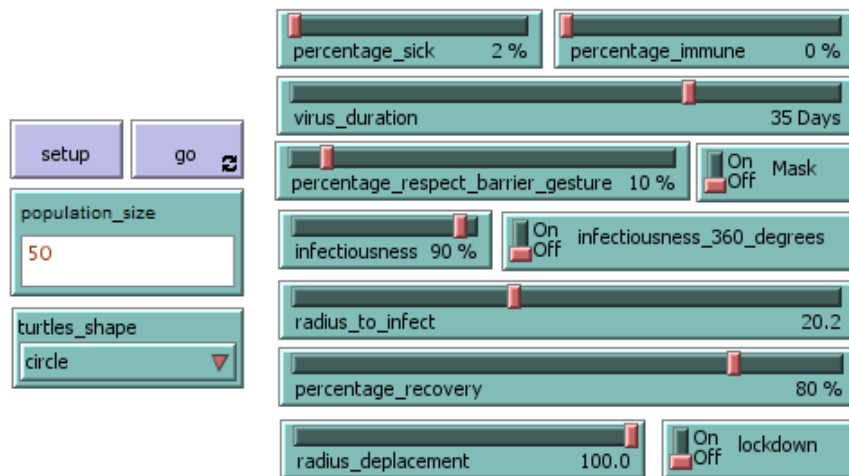 percentage_sick 2 %
percentage_immune 0 %
virus_duration 35 Days
setup
go
percentage_respect_barrier_gesture 10 %
On
Off
Mask
population_size
50
infectiousness 90 %
On
Off
infectiousness_360_degrees
radius_to_infect 20.2
turtles_shape
circle
percentage_recovery 80 %
radius_deplacement 100.0
On
Off
lockdown